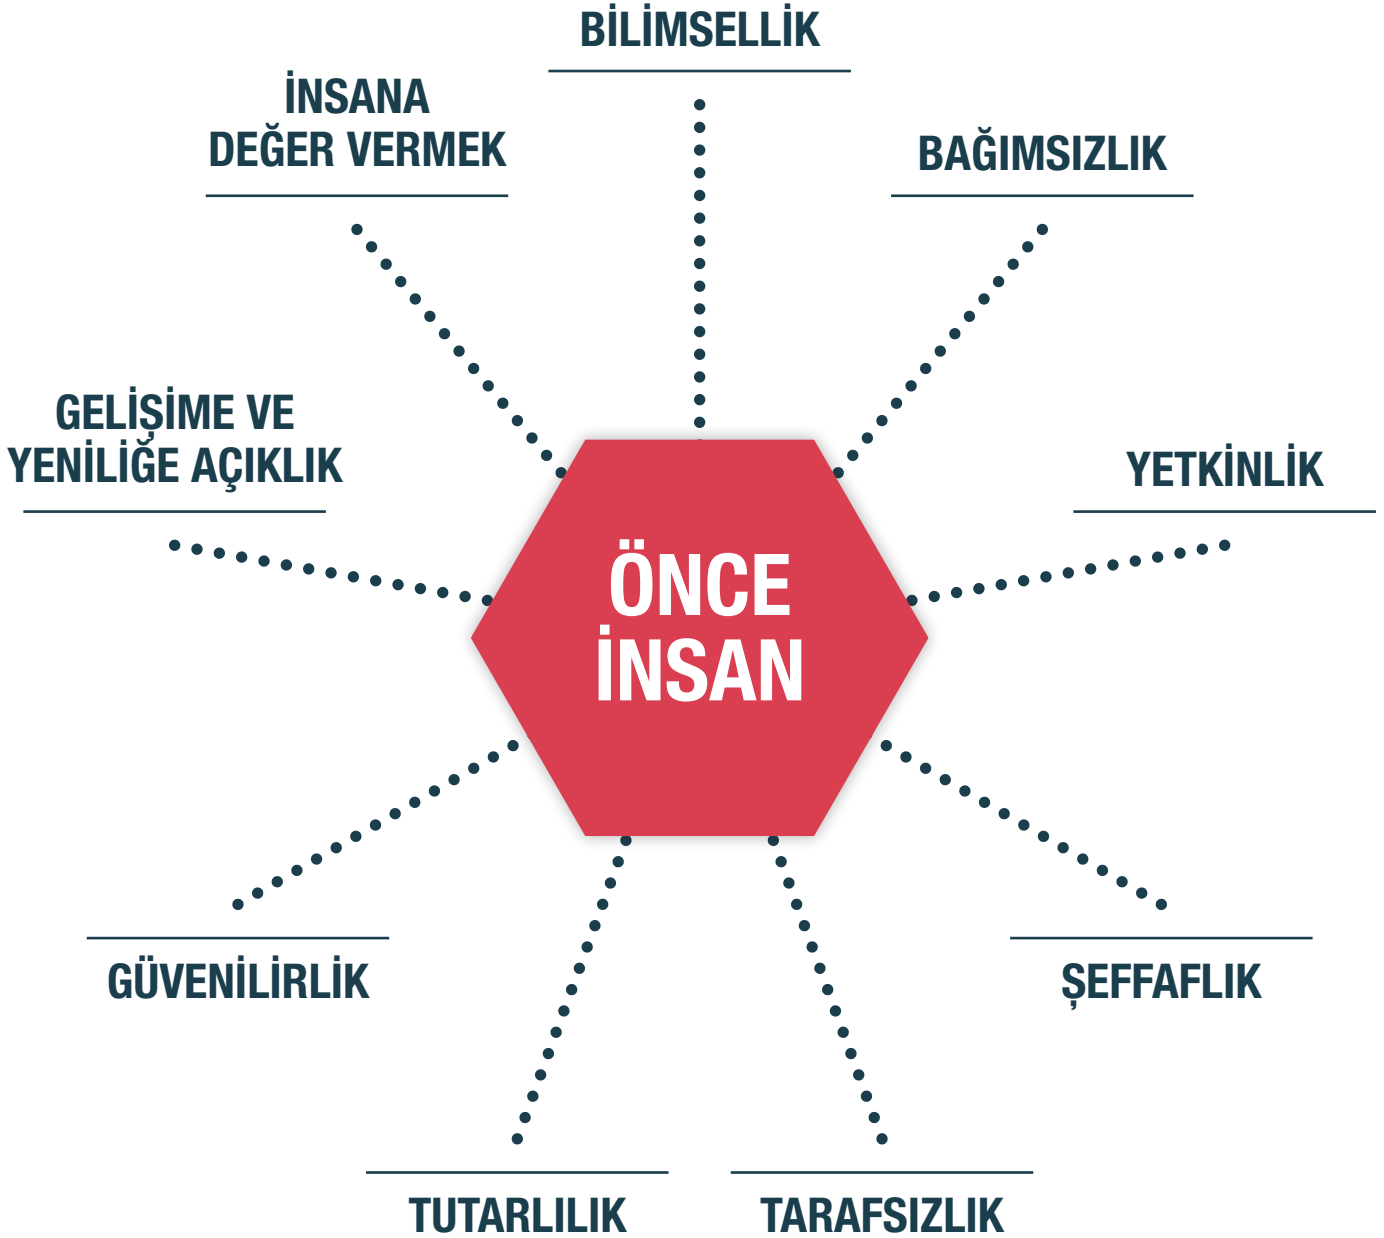 BİLİMSELLİK
İNSANA
DEĞER VERMEK
BAĞIMSIZLIK
GELİŞİME VE
YENİLİĞE AÇIKLIK
YETKİNLİK
ÖNCE
İNSAN
GÜVENİLİRLİK
ŞEFFAFLIK
TUTARLILIK
TARAFSIZLIK